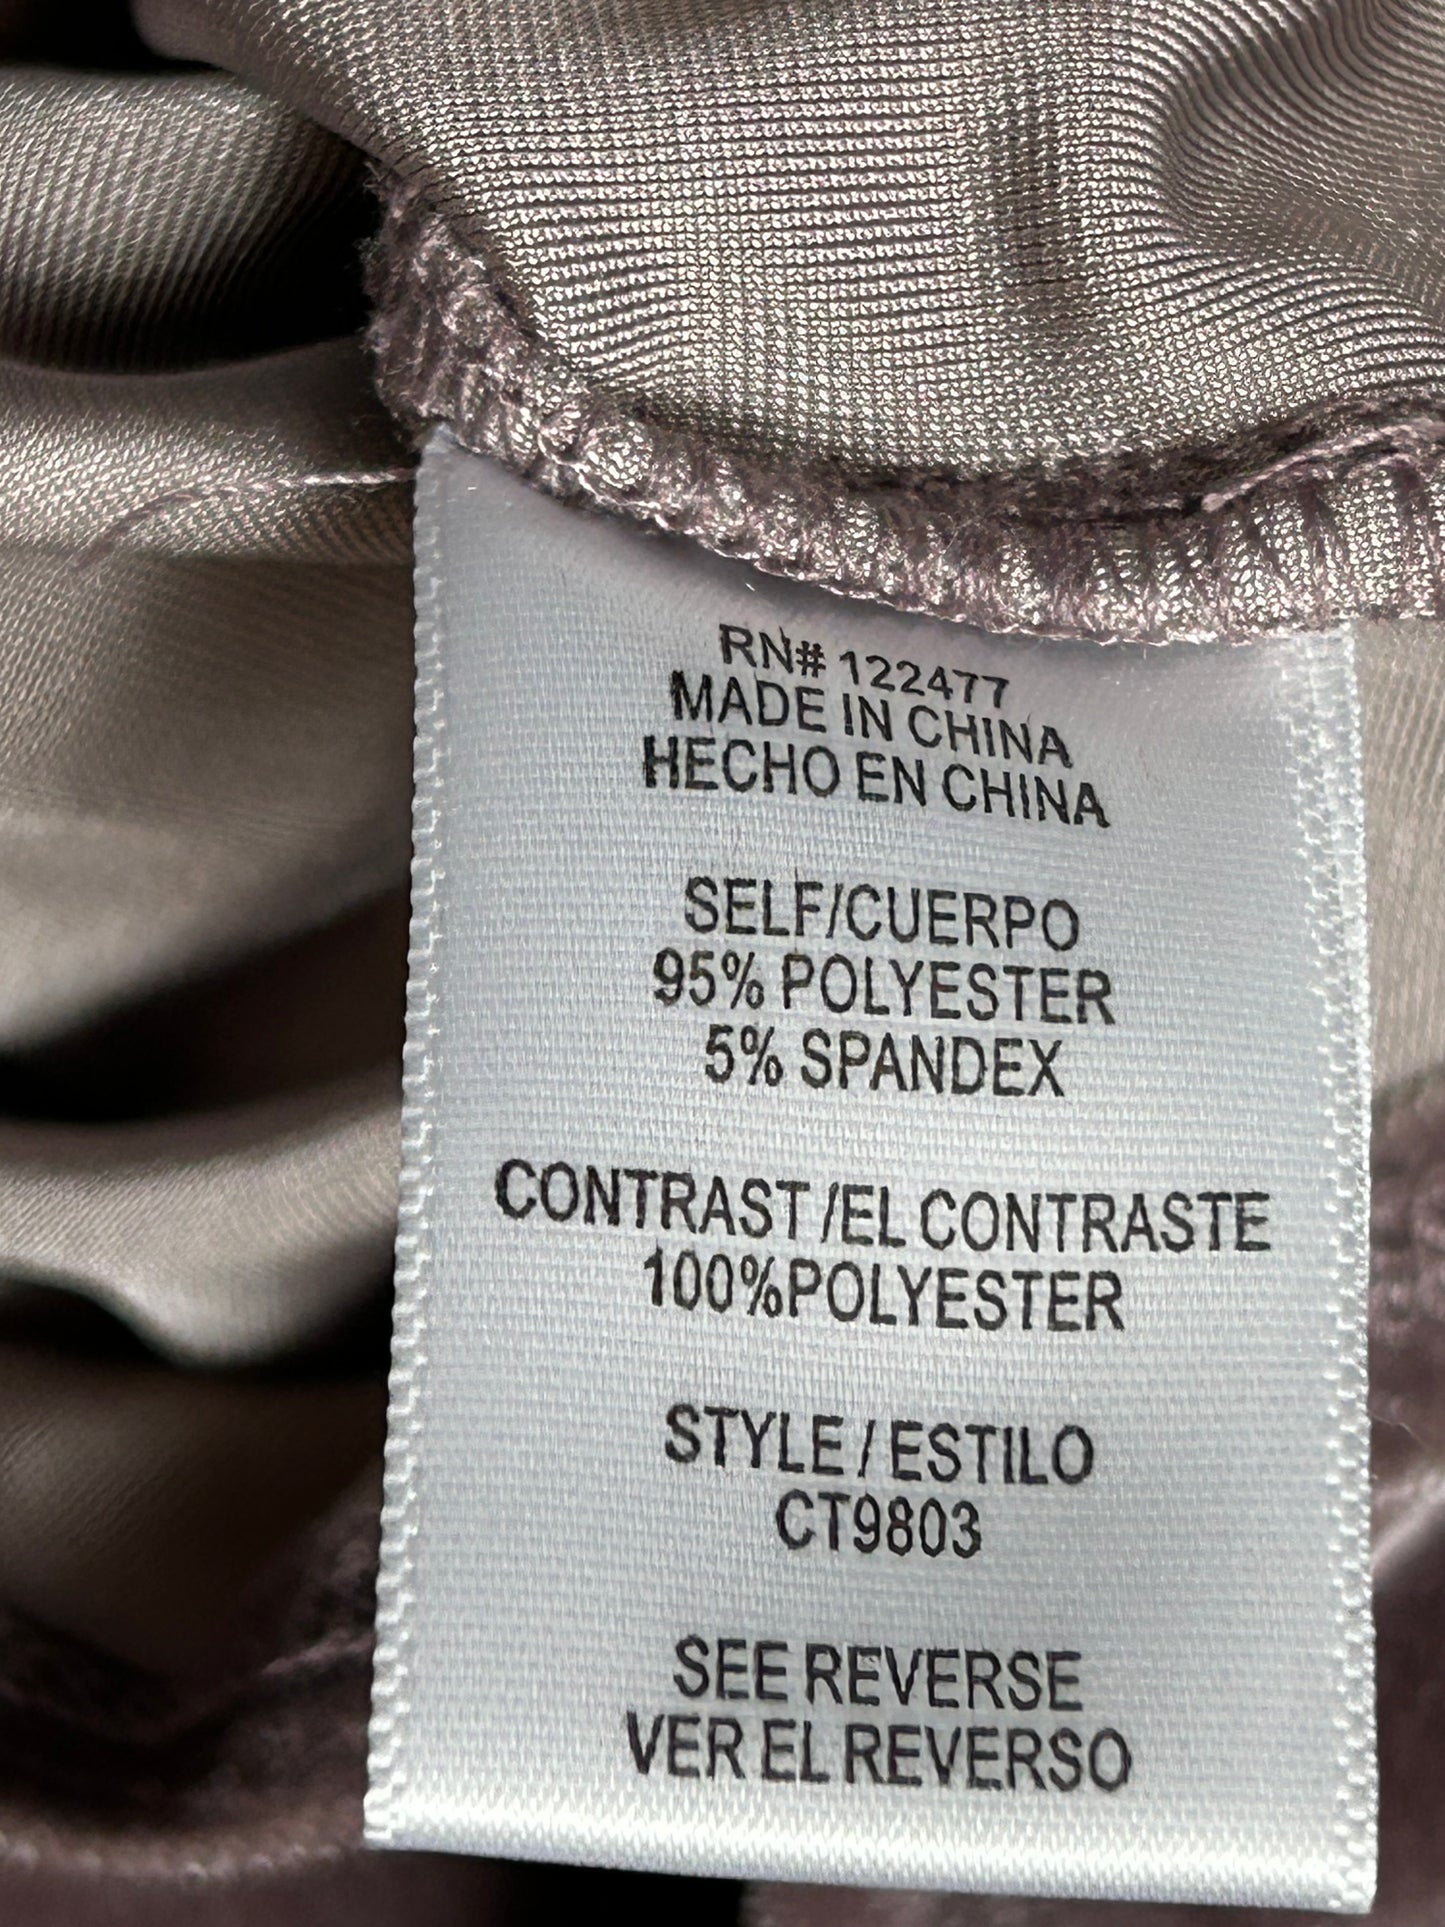 RN# 122477
MADE IN CHINA
HECHO EN CHINA
SELF/CUERPO
95% POLYESTER
5% SPANDEX
CONTRAST /EL CONTRASTE
100%POLYESTER
STYLE / ESTILO
CT9803
SEE REVERSE
VER EL REVERSO